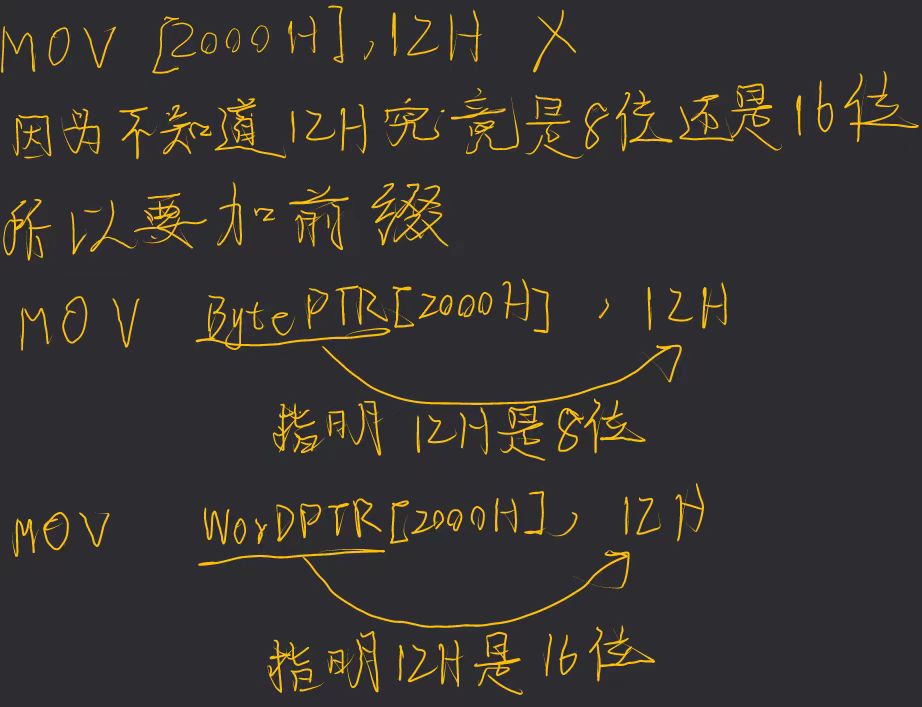 MOV [2000H],12H X
因为不知道12H究竟是8位还是16位
所以要加前缀
MOV BytePTR[2000H] , 12H
指明 12H是8位
MOV WorDPTR[2000H], 12H
指明12H是16位